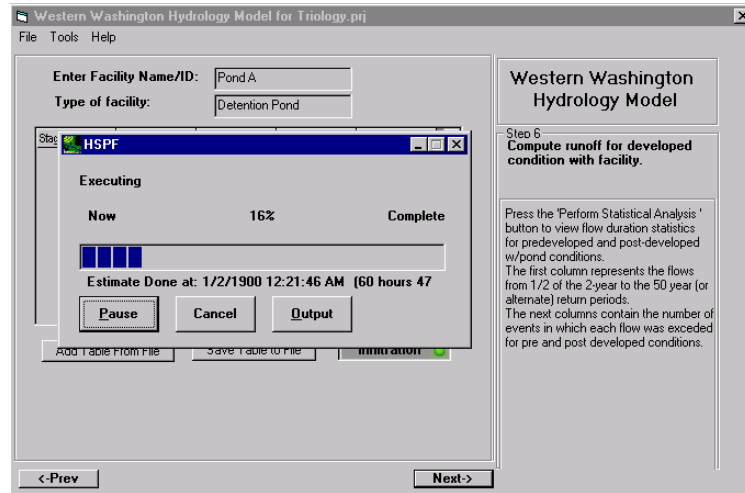 Western Washington Hydrology Model for Triology.prj
File Tools Help
Enter Facility Name/ID: Pond A
Type of facility: Detention Pond
HSPF
Executing
Now 16% Complete
Estimate Done at: 1/2/1900 12:21:46 AM (60 hours 47
Pause Cancel Output
Add Table From File Save Table to File Infiltration
<-Prev Next->
Western Washington
Hydrology Model
Step 6
Compute runoff for developed
condition with facility.
Press the 'Perform Statistical Analysis '
button to view flow duration statistics
for predeveloped and post-developed
w/pond conditions.
The first column represents the flows
from 1/2 of the 2-year to the 50 year (or
alternate) return periods.
The next columns contain the number of
events in which each flow was exceded
for pre and post developed conditions.